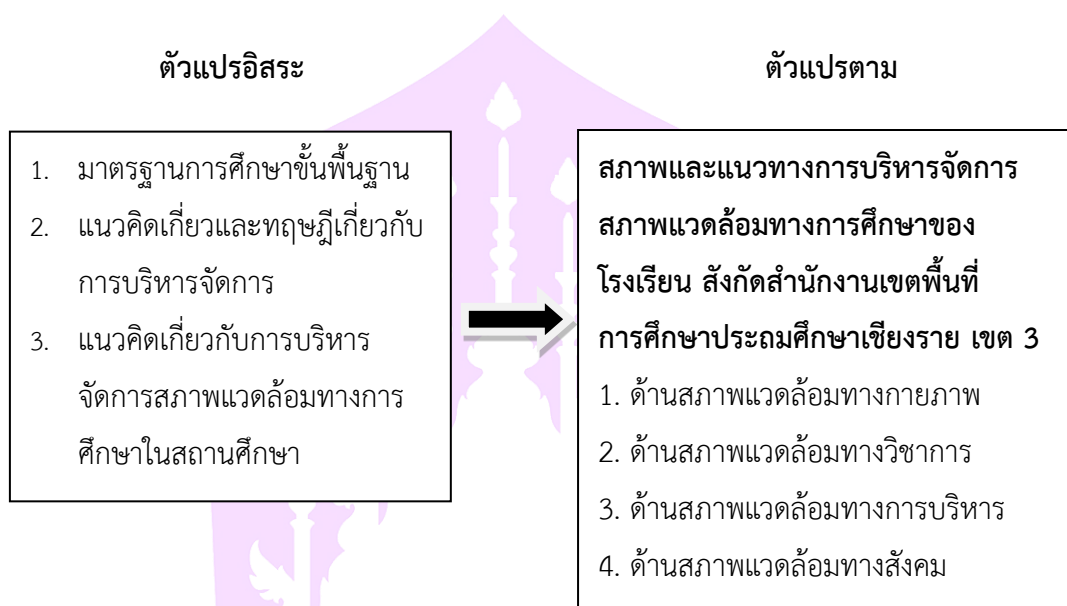 ตัวแปรอิสระ
ตัวแปรตาม
1. มาตรฐานการศึกษาขั้นพื้นฐาน
2. แนวคิดเกี่ยวและทฤษฎีเกี่ยวกับ
การบริหารจัดการ
3. แนวคิดเกี่ยวกับการบริหาร
จัดการสภาพแวดล้อมทางการ
ศึกษาในสถานศึกษา
สภาพและแนวทางการบริหารจัดการ
สภาพแวดล้อมทางการศึกษาของ
โรงเรียน สังกัดสำนักงานเขตพื้นที่
การศึกษาประถมศึกษาเชียงราย เขต 3
1. ด้านสภาพแวดล้อมทางกายภาพ
2. ด้านสภาพแวดล้อมทางวิชาการ
3. ด้านสภาพแวดล้อมทางการบริหาร
4. ด้านสภาพแวดล้อมทางสังคม